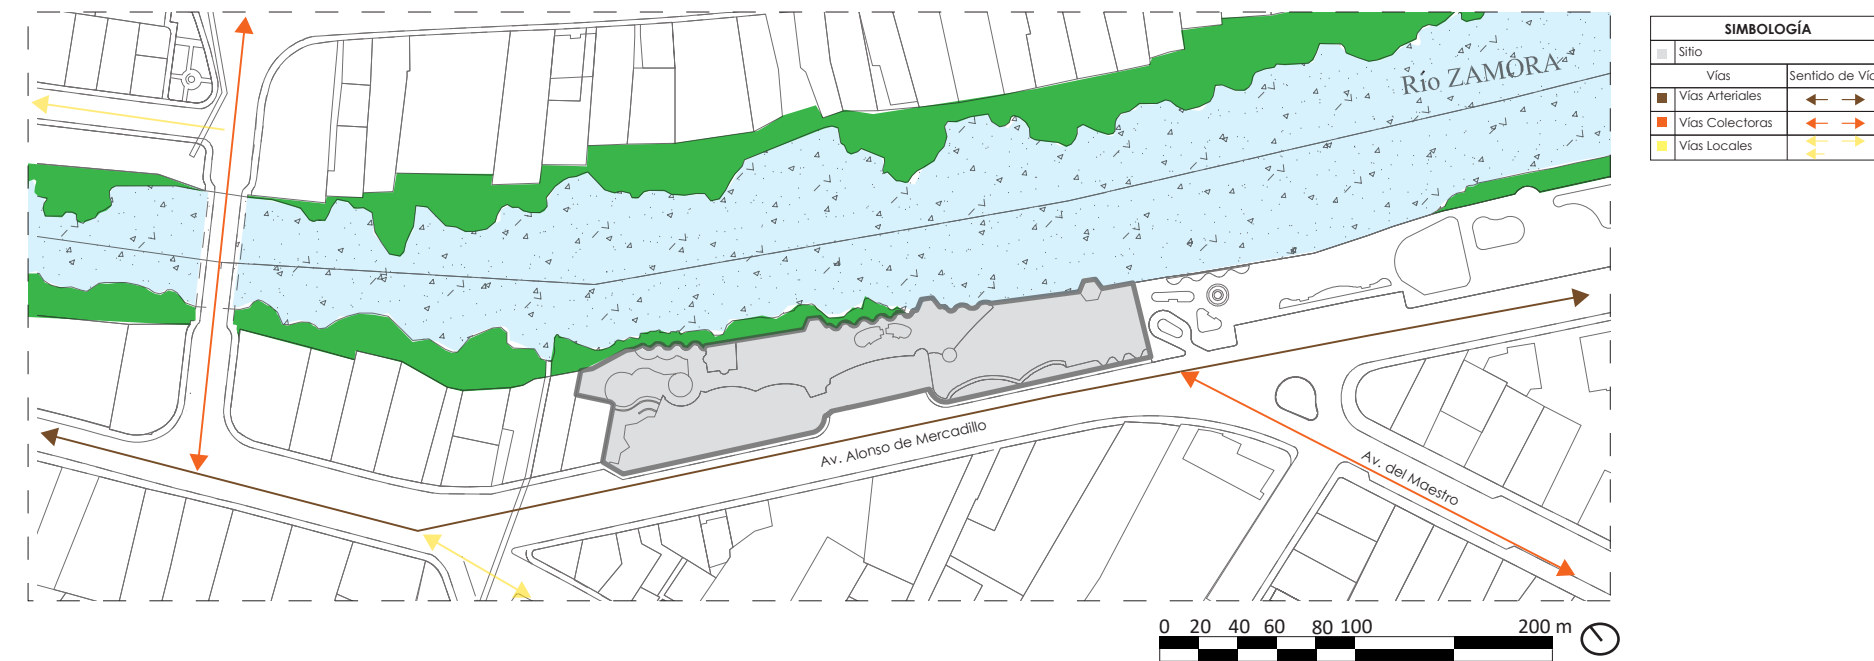 SIMBOLOGÍA
Sitio
Vías Sentido de Vía
Vías Arteriales
Vías Colectoras
Vías Locales
Río ZAMORA
Av. Alonso de Mercadillo
Av. del Maestro
0 20 40 60 80 100 200 m